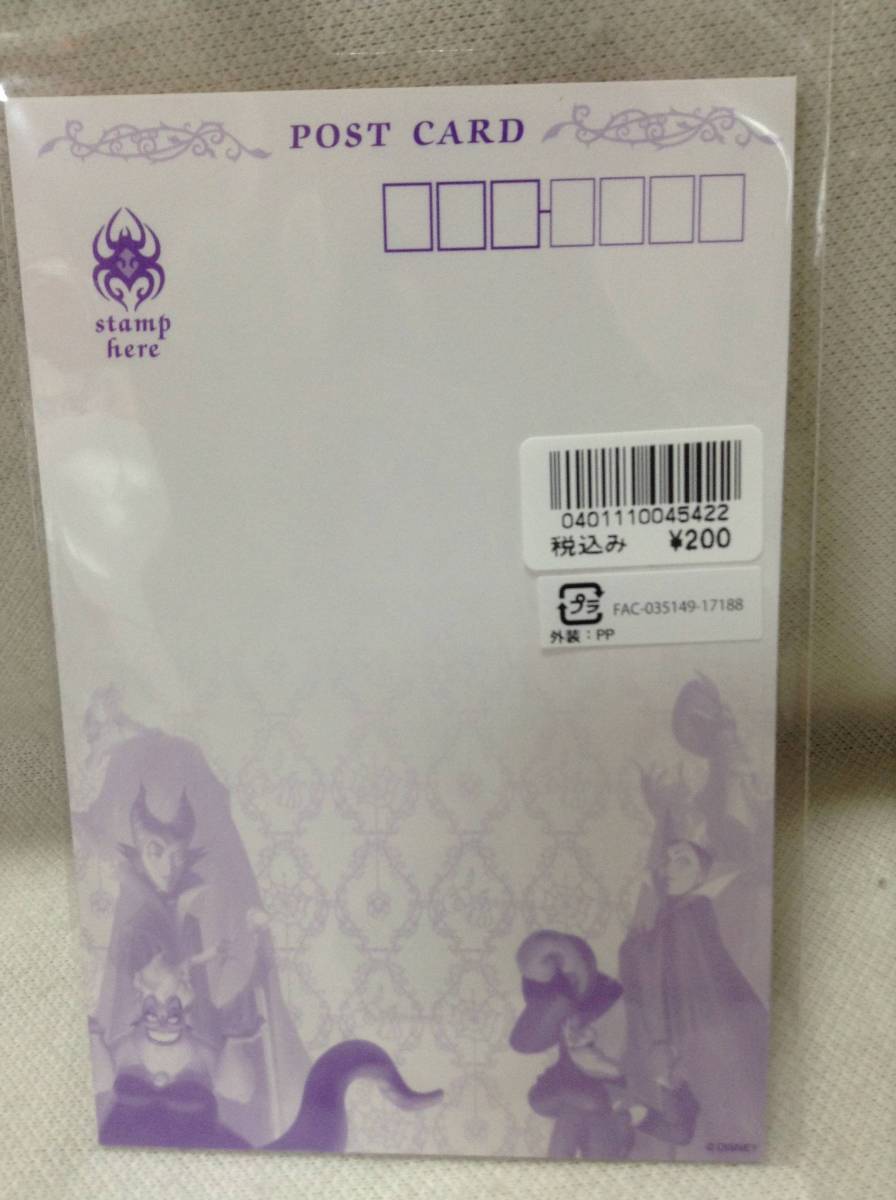 POST CARD
stamp
here
0401110045422
税込み ¥200
プラ
FAC-035149-17188
外装：PP
© DISNEY